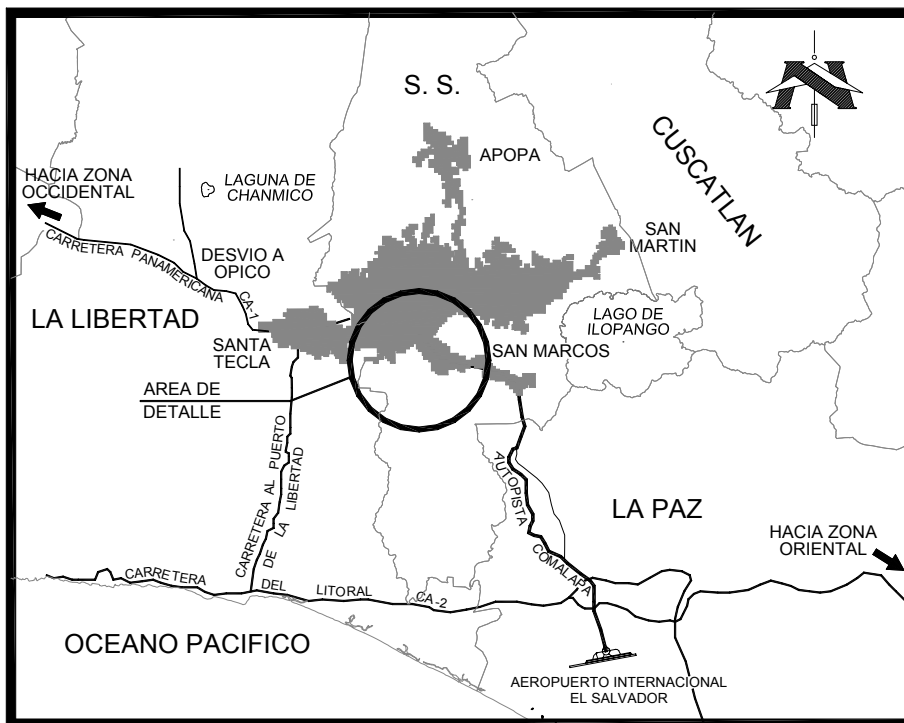 S. S.
CUSCATLAN
APOPA
HACIA ZONA
OCCIDENTAL
LAGUNA DE
CHANMICO
SAN
MARTIN
CARRETERA PANAMERICANA
CA-1
DESVIO A
OPICO
LA LIBERTAD
LAGO DE
ILOPANGO
SANTA
TECLA
SAN MARCOS
AREA DE
DETALLE
CARRETERA AL PUERTO
DE LA LIBERTAD
AUTOPISTA
COMALAPA
LA PAZ
HACIA ZONA
ORIENTAL
CARRETERA DEL LITORAL CA-2
OCEANO PACIFICO
AEROPUERTO INTERNACIONAL
EL SALVADOR